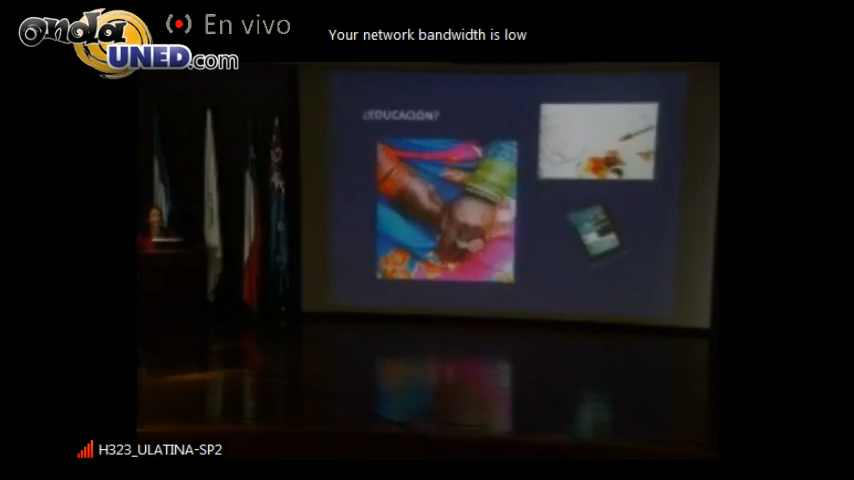 onda
UNED.com
En vivo
Your network bandwidth is low
¿EDUCACIÓN?
H323_ULATINA-SP2